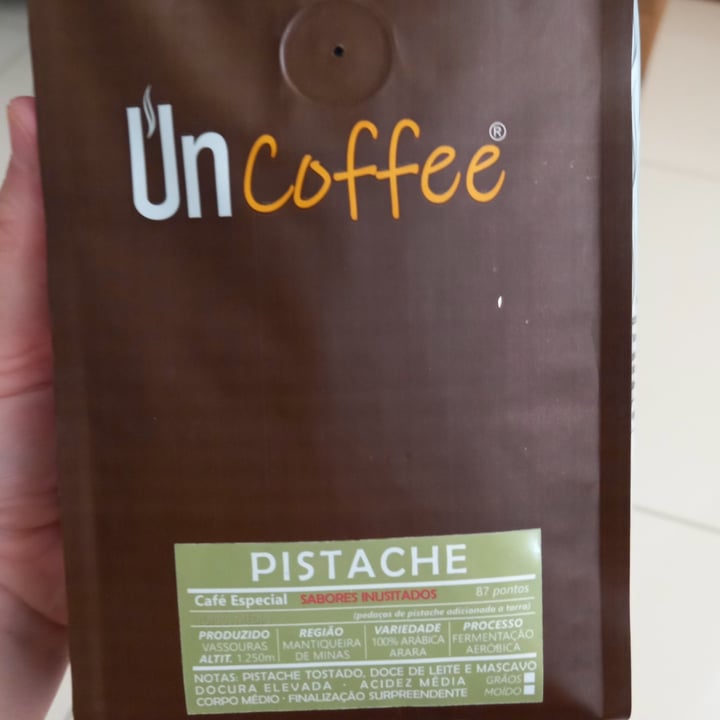 Un Coffee ®
PISTACHE
Café Especial SABORES INUSITADOS 87 pontos
(pedaços de pistache adicionado a torra)
PRODUZIDO REGIÃO VARIEDADE PROCESSO
VASSOURAS MANTIQUEIRA 100% ARÁBICA FERMENTAÇÃO
ALTIT. 1.250m DE MINAS ARARA AERÓBICA
NOTAS: PISTACHE TOSTADO, DOCE DE LEITE E MASCAVO
DOCURA ELEVADA · ACIDEZ MÉDIA · GRÃOS
CORPO MÉDIO · FINALIZAÇÃO SURPREENDENTE MOÍDO